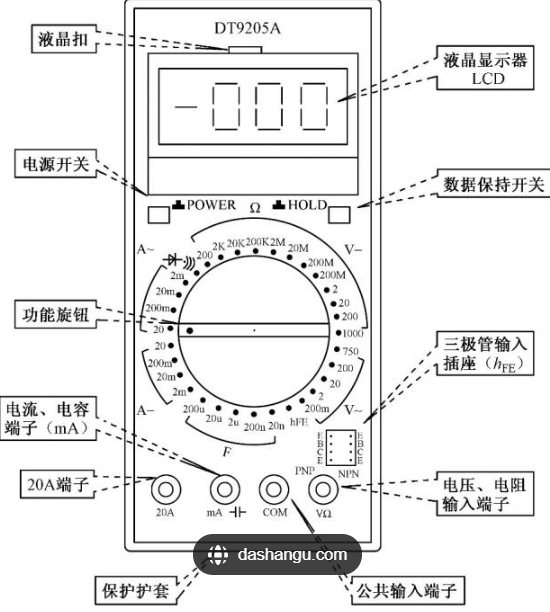 DT9205A
液晶扣
液晶显示器
LCD
电源开关
数据保持开关
POWER
HOLD
Ω
A~
V−
200
2K
20K
200K
2M
20M
200M
200M
2
20
200
1000
750
200
20
2
200m
hFE
20n
200n
2u
20u
200u
2m
20m
200m
20
200m
20m
2m
功能旋钮
A−
V~
F
三极管输入
插座（hFE）
电流、电容
端子（mA）
E
B
C
E
E
B
C
E
PNP
NPN
20A端子
20A
mA
COM
VΩ
电压、电阻
输入端子
dashangu.com
保护护套
公共输入端子